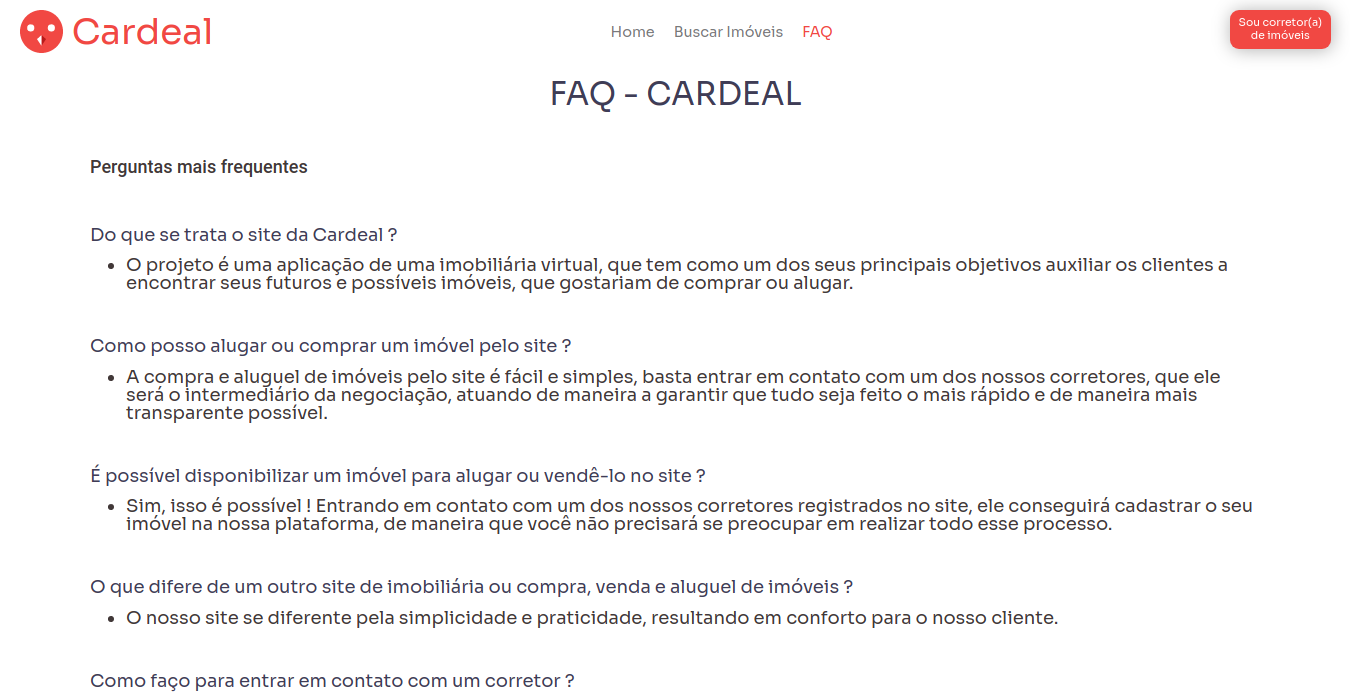 Cardeal
Home Buscar Imóveis FAQ
Sou corretor(a)
de imóveis
FAQ - CARDEAL
Perguntas mais frequentes
Do que se trata o site da Cardeal ?
O projeto é uma aplicação de uma imobiliária virtual, que tem como um dos seus principais objetivos auxiliar os clientes a
encontrar seus futuros e possíveis imóveis, que gostariam de comprar ou alugar.
Como posso alugar ou comprar um imóvel pelo site ?
A compra e aluguel de imóveis pelo site é fácil e simples, basta entrar em contato com um dos nossos corretores, que ele
será o intermediário da negociação, atuando de maneira a garantir que tudo seja feito o mais rápido e de maneira mais
transparente possível.
É possível disponibilizar um imóvel para alugar ou vendê-lo no site ?
Sim, isso é possível ! Entrando em contato com um dos nossos corretores registrados no site, ele conseguirá cadastrar o seu
imóvel na nossa plataforma, de maneira que você não precisará se preocupar em realizar todo esse processo.
O que difere de um outro site de imobiliária ou compra, venda e aluguel de imóveis ?
O nosso site se diferente pela simplicidade e praticidade, resultando em conforto para o nosso cliente.
Como faço para entrar em contato com um corretor ?